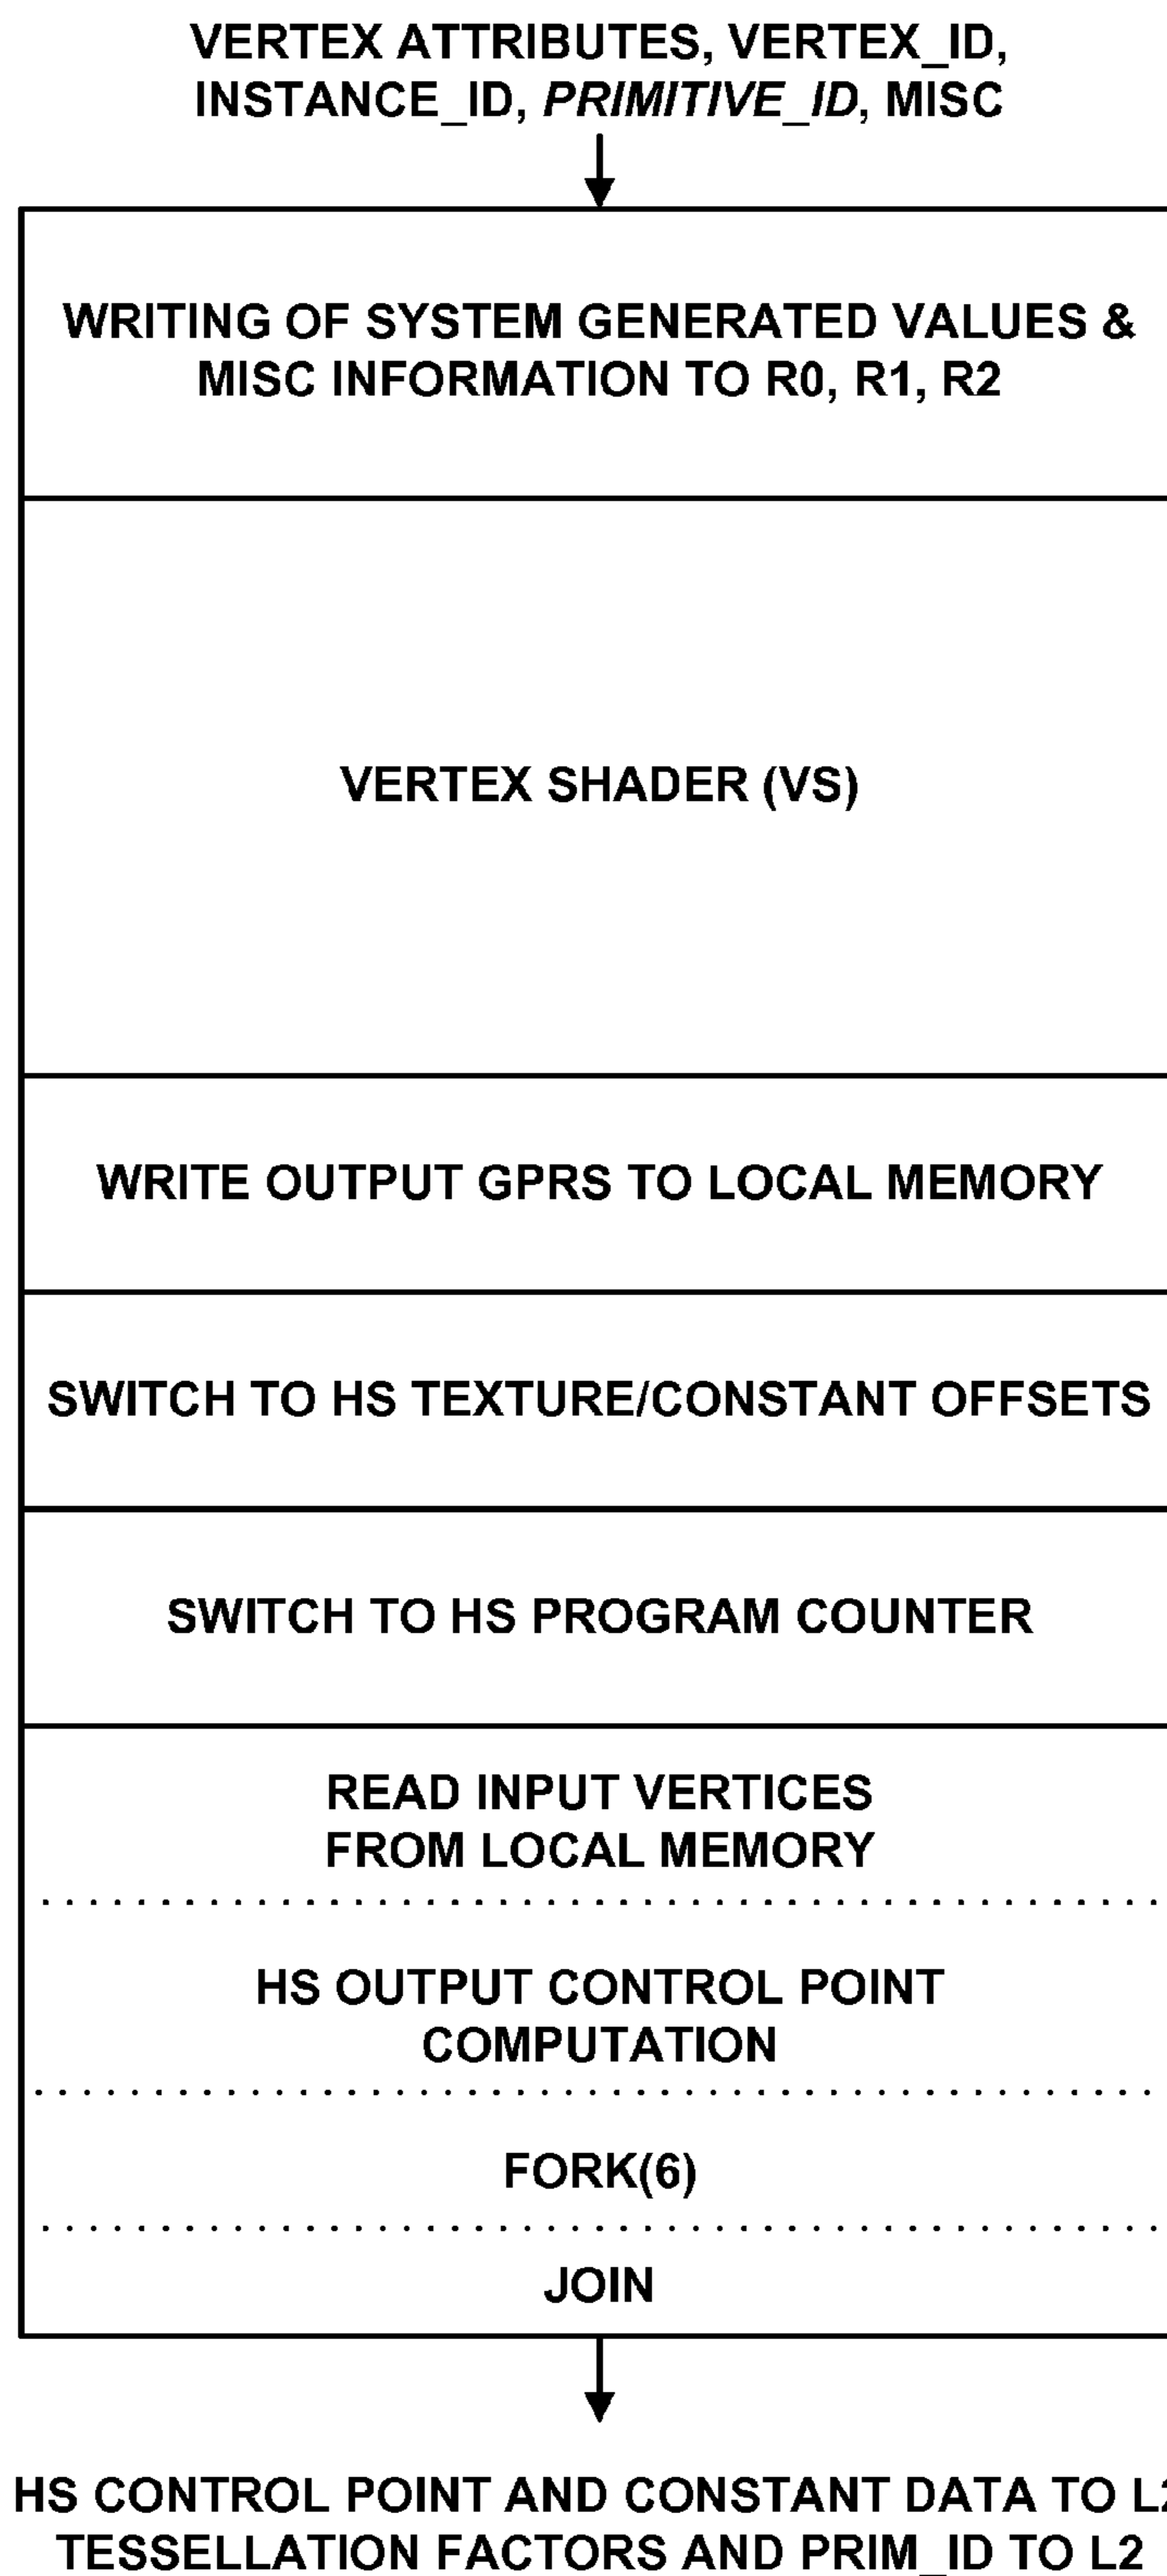 VERTEX ATTRIBUTES, VERTEX_ID,
INSTANCE_ID, PRIMITIVE_ID, MISC
WRITING OF SYSTEM GENERATED VALUES &
MISC INFORMATION TO R0, R1, R2
VERTEX SHADER (VS)
WRITE OUTPUT GPRS TO LOCAL MEMORY
SWITCH TO HS TEXTURE/CONSTANT OFFSETS
SWITCH TO HS PROGRAM COUNTER
READ INPUT VERTICES
FROM LOCAL MEMORY
HS OUTPUT CONTROL POINT
COMPUTATION
FORK(6)
JOIN
HS CONTROL POINT AND CONSTANT DATA TO L2
TESSELLATION FACTORS AND PRIM_ID TO L2